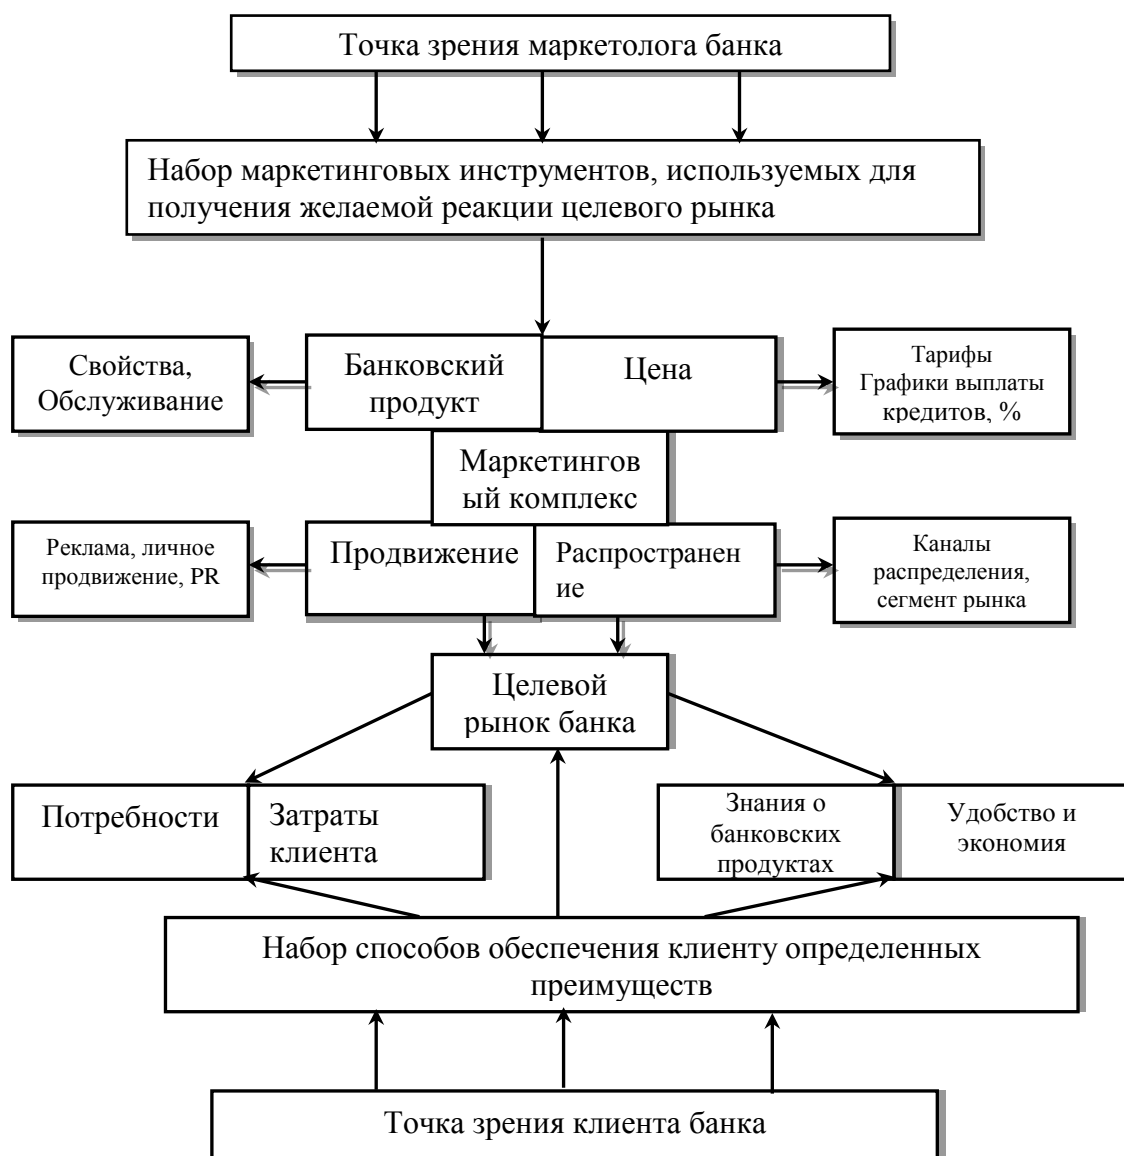 Точка зрения маркетолога банка
Набор маркетинговых инструментов, используемых для
получения желаемой реакции целевого рынка
Свойства,
Обслуживание
Банковский
продукт
Цена
Тарифы
Графики выплаты
кредитов, %
Маркетингов
ый комплекс
Реклама, личное
продвижение, PR
Продвижение
Распространен
ие
Каналы
распределения,
сегмент рынка
Целевой
рынок банка
Потребности
Затраты
клиента
Знания о
банковских
продуктах
Удобство и
экономия
Набор способов обеспечения клиенту определенных
преимуществ
Точка зрения клиента банка